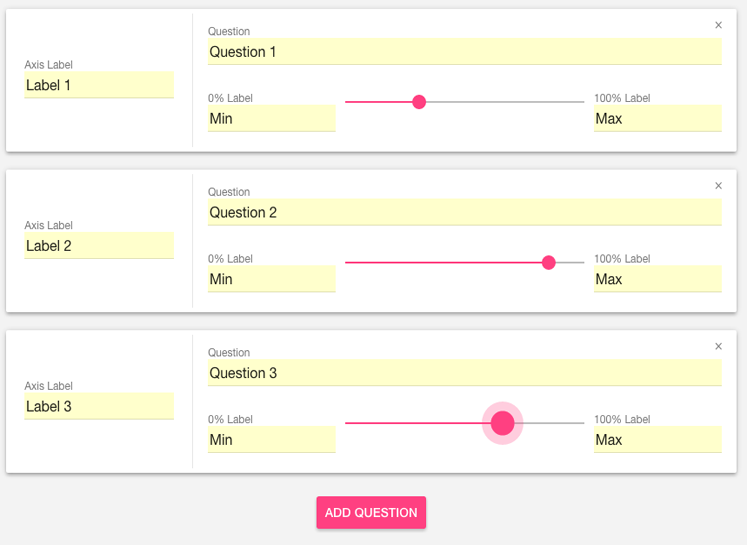 Question
×
Question 1
Axis Label
Label 1
0% Label
100% Label
Min
Max
Question
×
Question 2
Axis Label
Label 2
0% Label
100% Label
Min
Max
Question
×
Question 3
Axis Label
Label 3
0% Label
100% Label
Min
Max
ADD QUESTION